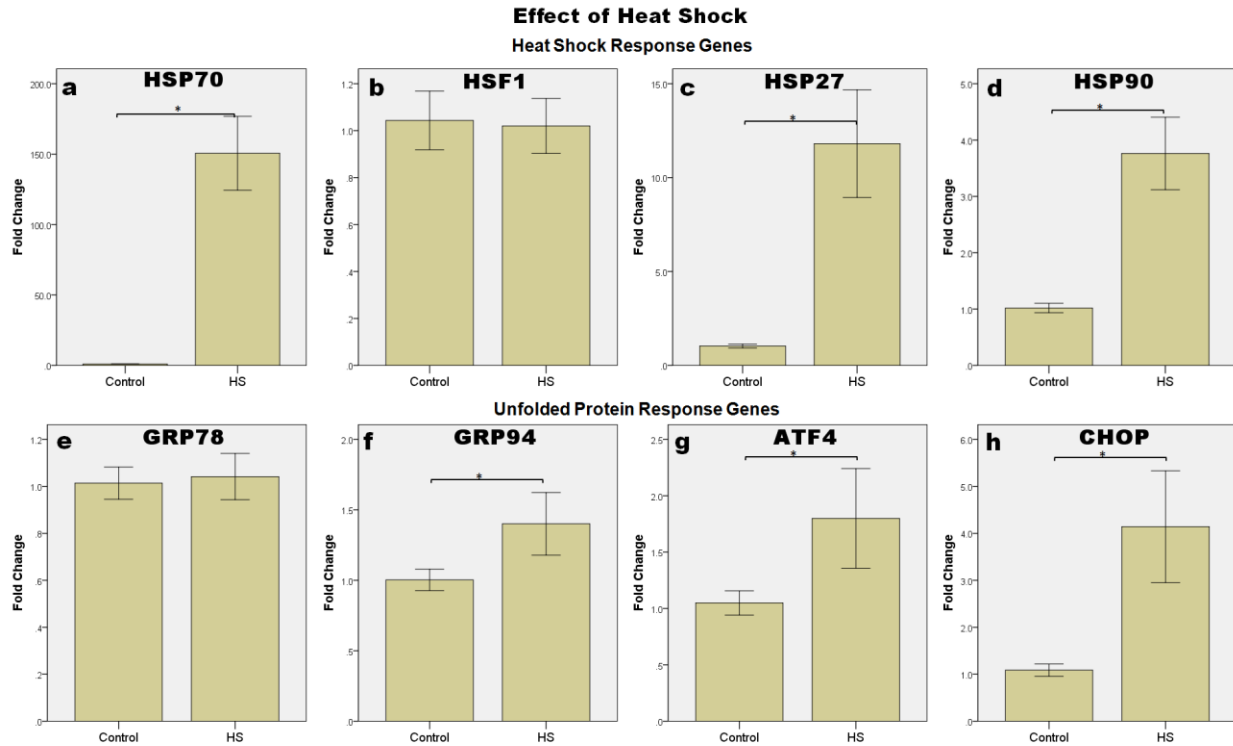 Effect of Heat Shock
Heat Shock Response Genes
a
HSP70
*
200.0
150.0
100.0
50.0
.0
Fold Change
Control HS
b
HSF1
1.2
1.0
.8
.6
.4
.2
.0
Fold Change
Control HS
c
HSP27
*
15.0
10.0
5.0
.0
Fold Change
Control HS
d
HSP90
*
5.0
4.0
3.0
2.0
1.0
.0
Fold Change
Control HS
Unfolded Protein Response Genes
e
GRP78
1.2
1.0
.8
.6
.4
.2
.0
Fold Change
Control HS
f
GRP94
*
2.0
1.5
1.0
.5
.0
Fold Change
Control HS
g
ATF4
*
2.5
2.0
1.5
1.0
.5
.0
Fold Change
Control HS
h
CHOP
*
6.0
5.0
4.0
3.0
2.0
1.0
.0
Fold Change
Control HS